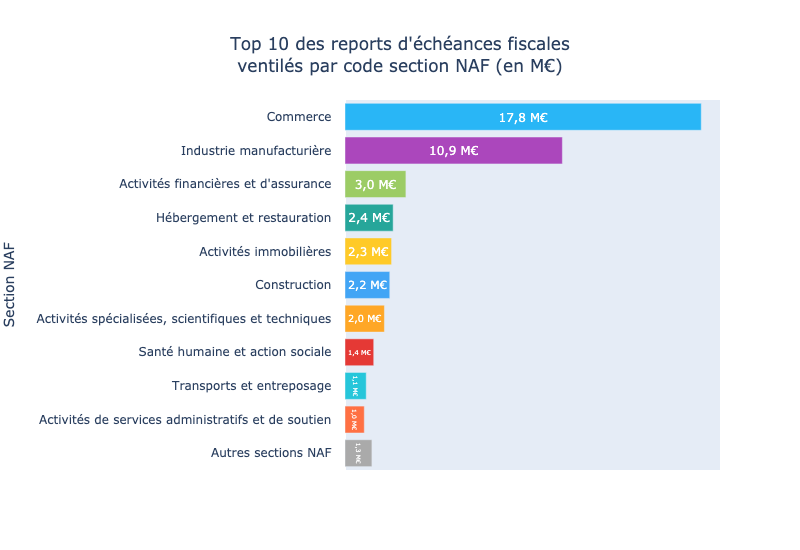 Top 10 des reports d'échéances fiscales
ventilés par code section NAF (en M€)
Section NAF
Commerce 17,8 M€
Industrie manufacturière 10,9 M€
Activités financières et d'assurance 3,0 M€
Hébergement et restauration 2,4 M€
Activités immobilières 2,3 M€
Construction 2,2 M€
Activités spécialisées, scientifiques et techniques 2,0 M€
Santé humaine et action sociale 1,4 M€
Transports et entreposage 1,1 M€
Activités de services administratifs et de soutien 1,0 M€
Autres sections NAF 1,3 M€